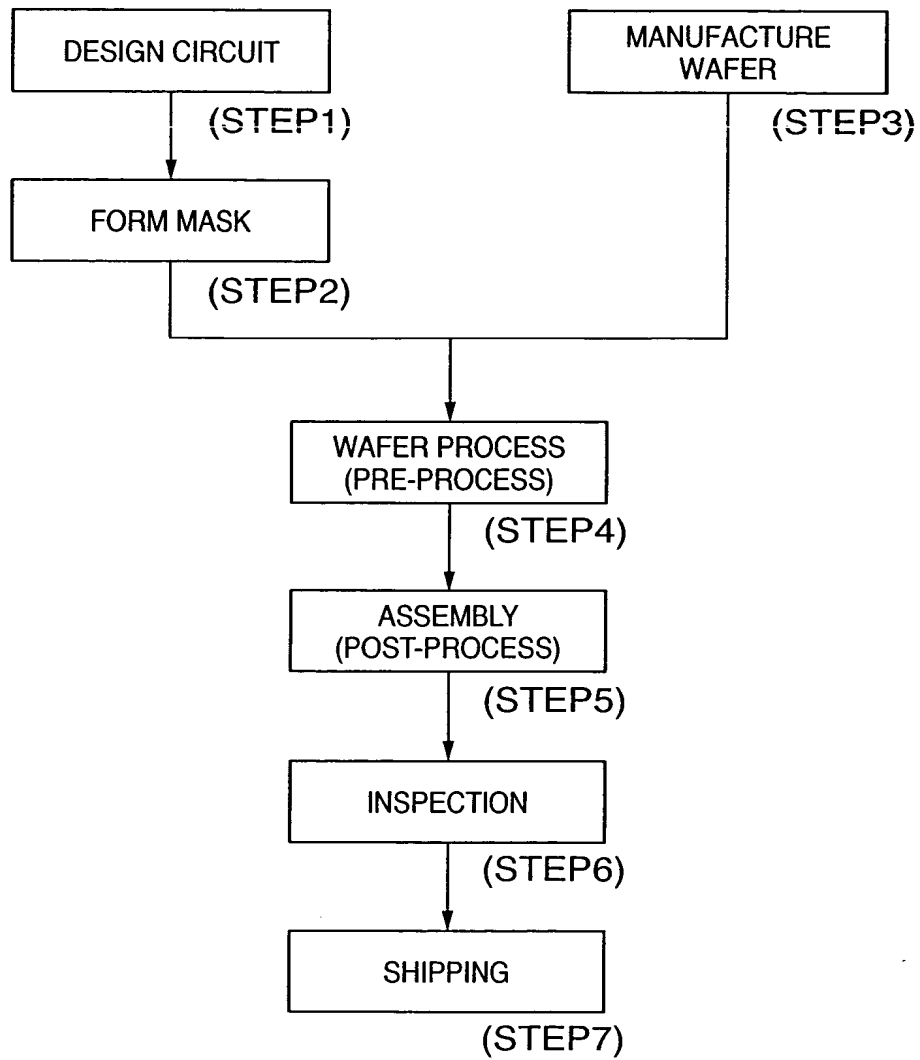 DESIGN CIRCUIT
(STEP1)
FORM MASK
(STEP2)
MANUFACTURE
WAFER
(STEP3)
WAFER PROCESS
(PRE-PROCESS)
(STEP4)
ASSEMBLY
(POST-PROCESS)
(STEP5)
INSPECTION
(STEP6)
SHIPPING
(STEP7)